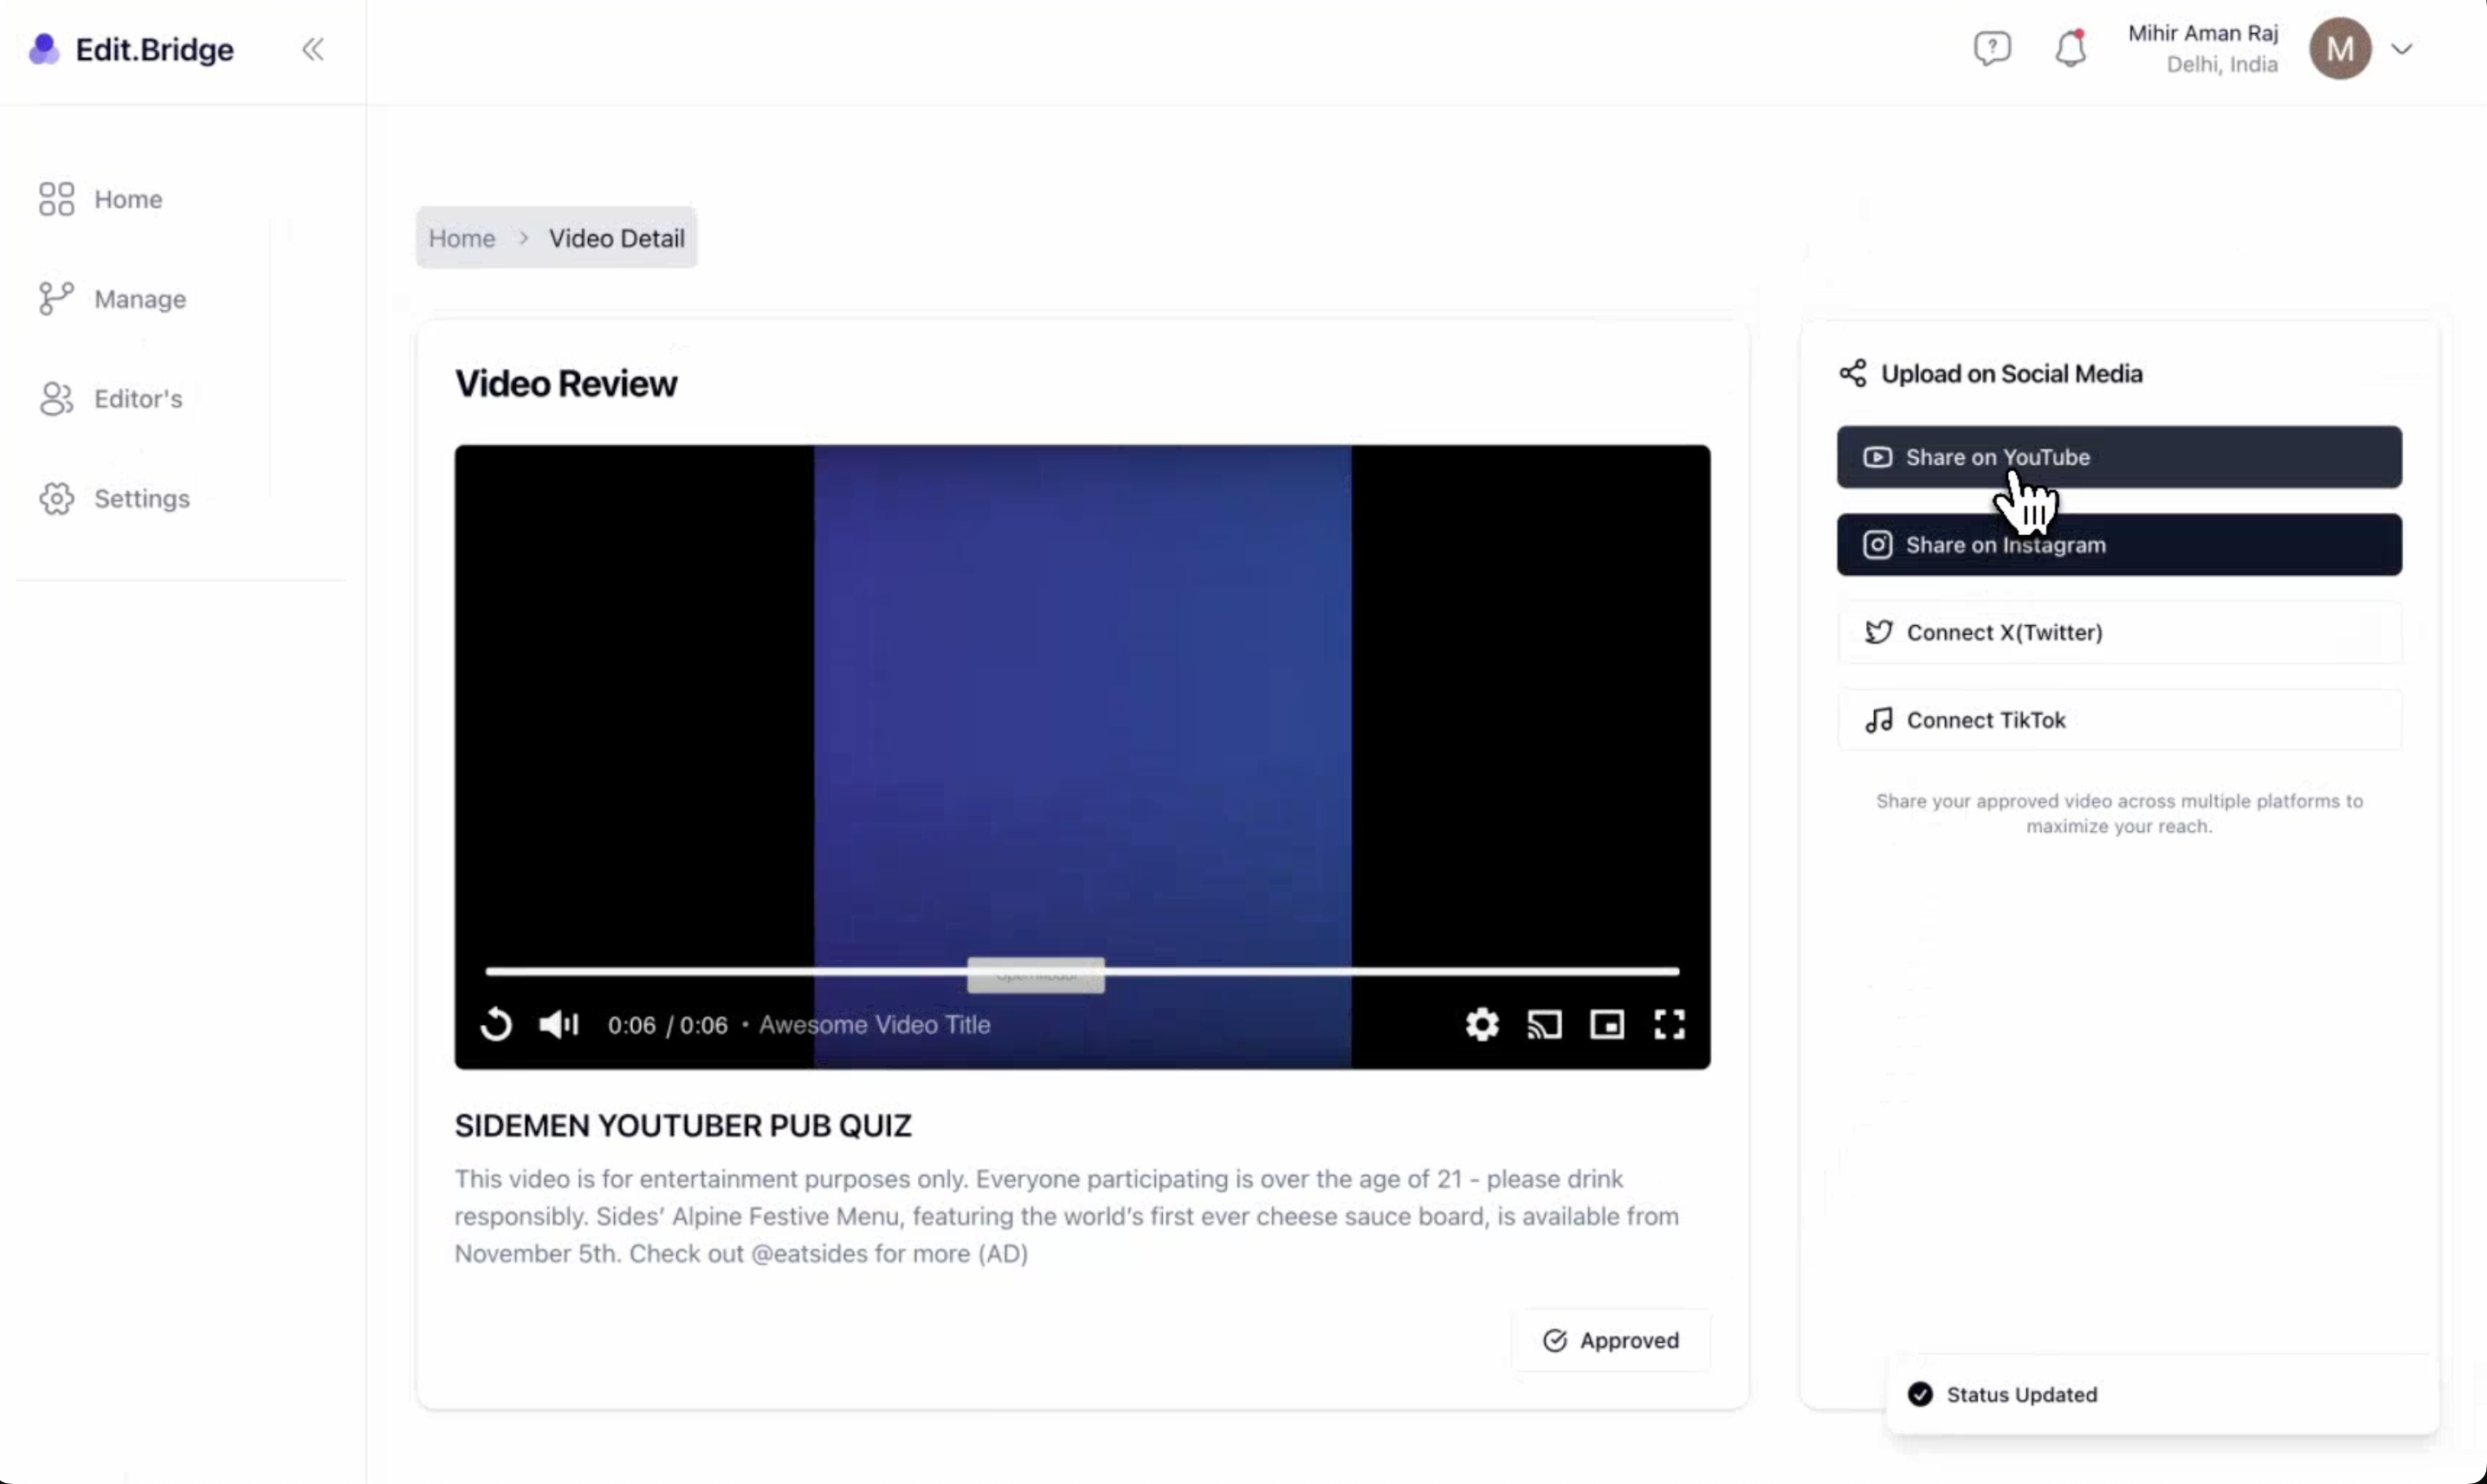 Edit.Bridge
Mihir Aman Raj
Delhi, India
M
Home
Manage
Editor's
Settings
Home > Video Detail
Video Review
0:06 / 0:06 • Awesome Video Title
SIDEMEN YOUTUBER PUB QUIZ
This video is for entertainment purposes only. Everyone participating is over the age of 21 - please drink
responsibly. Sides’ Alpine Festive Menu, featuring the world’s first ever cheese sauce board, is available from
November 5th. Check out @eatsides for more (AD)
Approved
Upload on Social Media
Share on YouTube
Share on Instagram
Connect X(Twitter)
Connect TikTok
Share your approved video across multiple platforms to
maximize your reach.
Status Updated